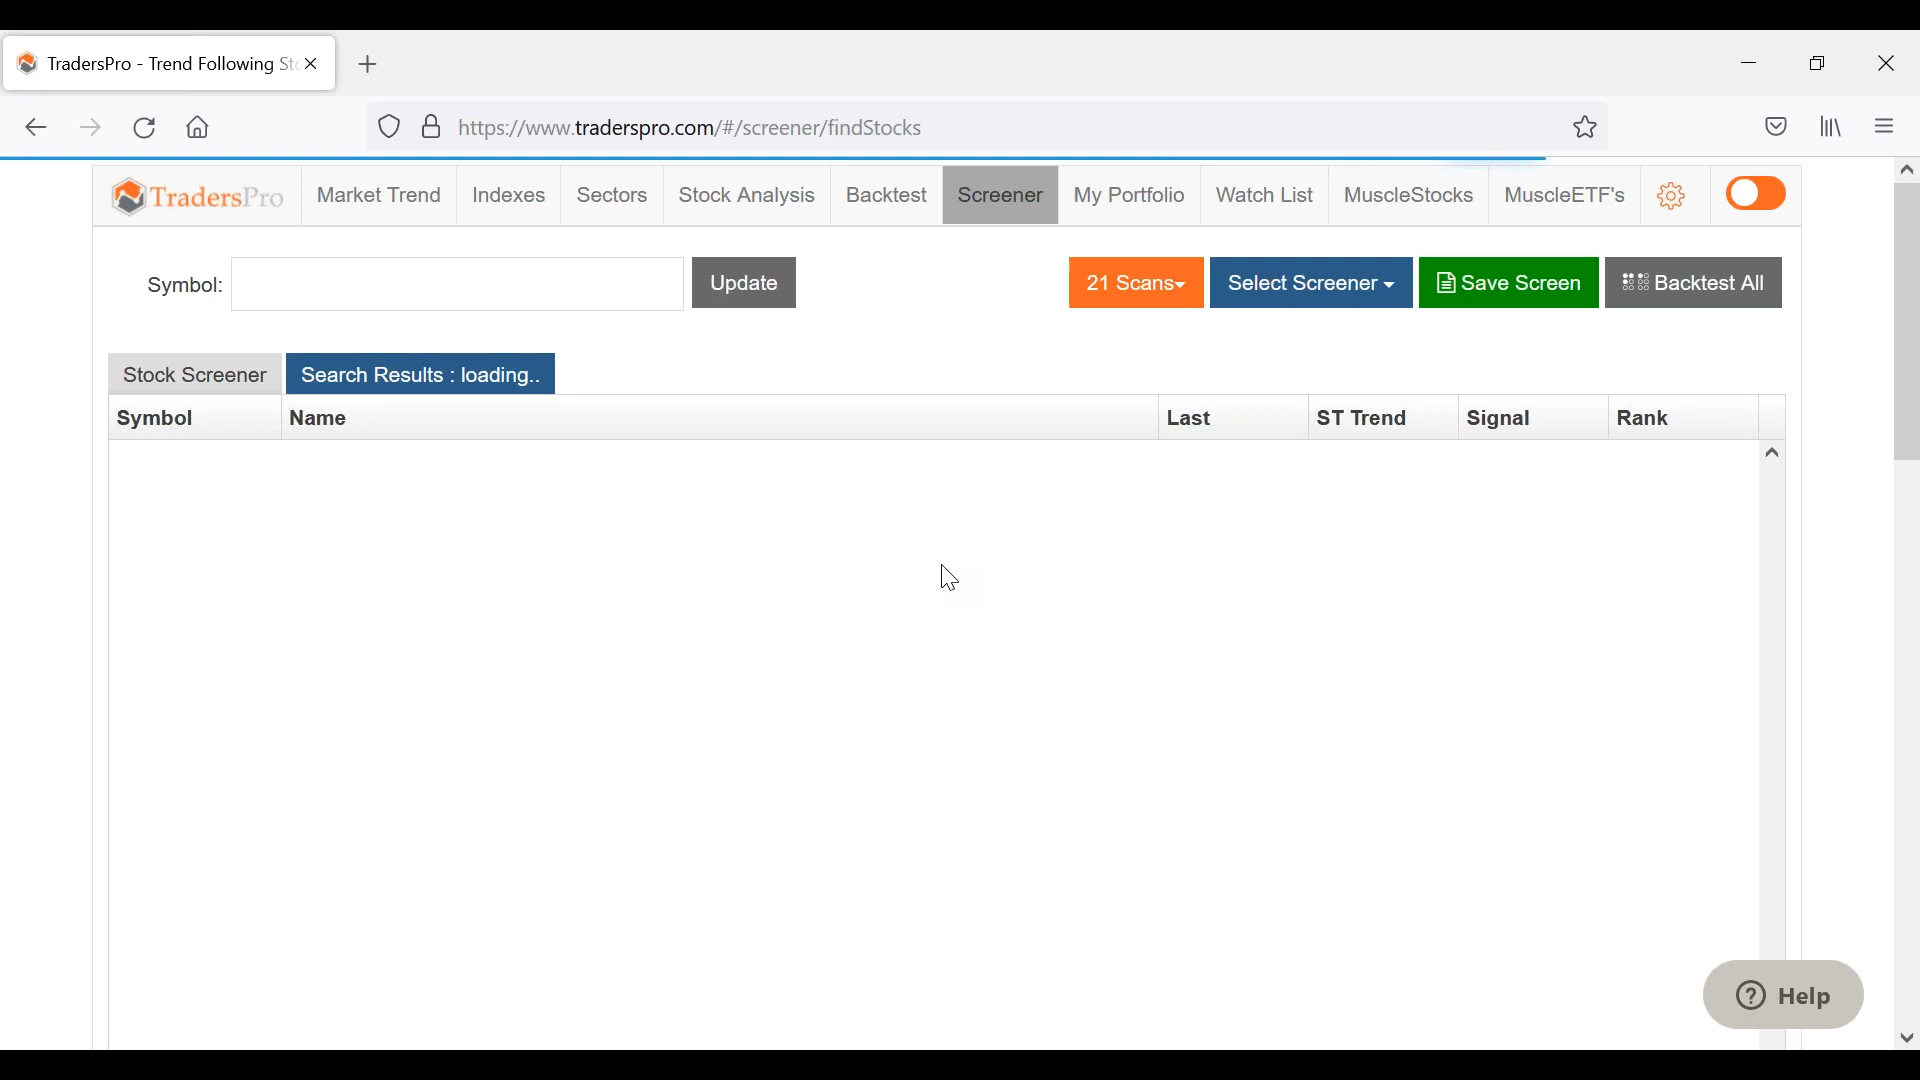 TradersPro - Trend Following Sto
https://www.traderspro.com/#/screener/findStocks
TradersPro Market Trend Indexes Sectors Stock Analysis Backtest Screener My Portfolio Watch List MuscleStocks MuscleETF's
Symbol: Update 21 Scans Select Screener Save Screen Backtest All
Stock Screener Search Results : loading..
Symbol Name Last ST Trend Signal Rank
Help